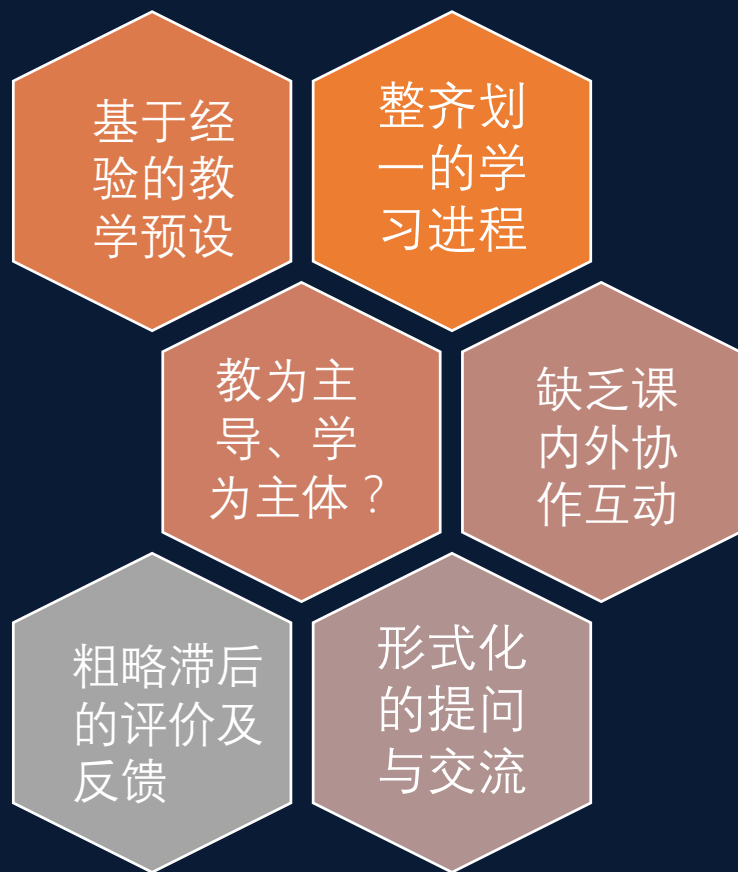 基于经
验的教
学预设
整齐划
一的学
习进程
教为主
导、学
为主体？
缺乏课
内外协
作互动
粗略滞后
的评价及
反馈
形式化
的提问
与交流